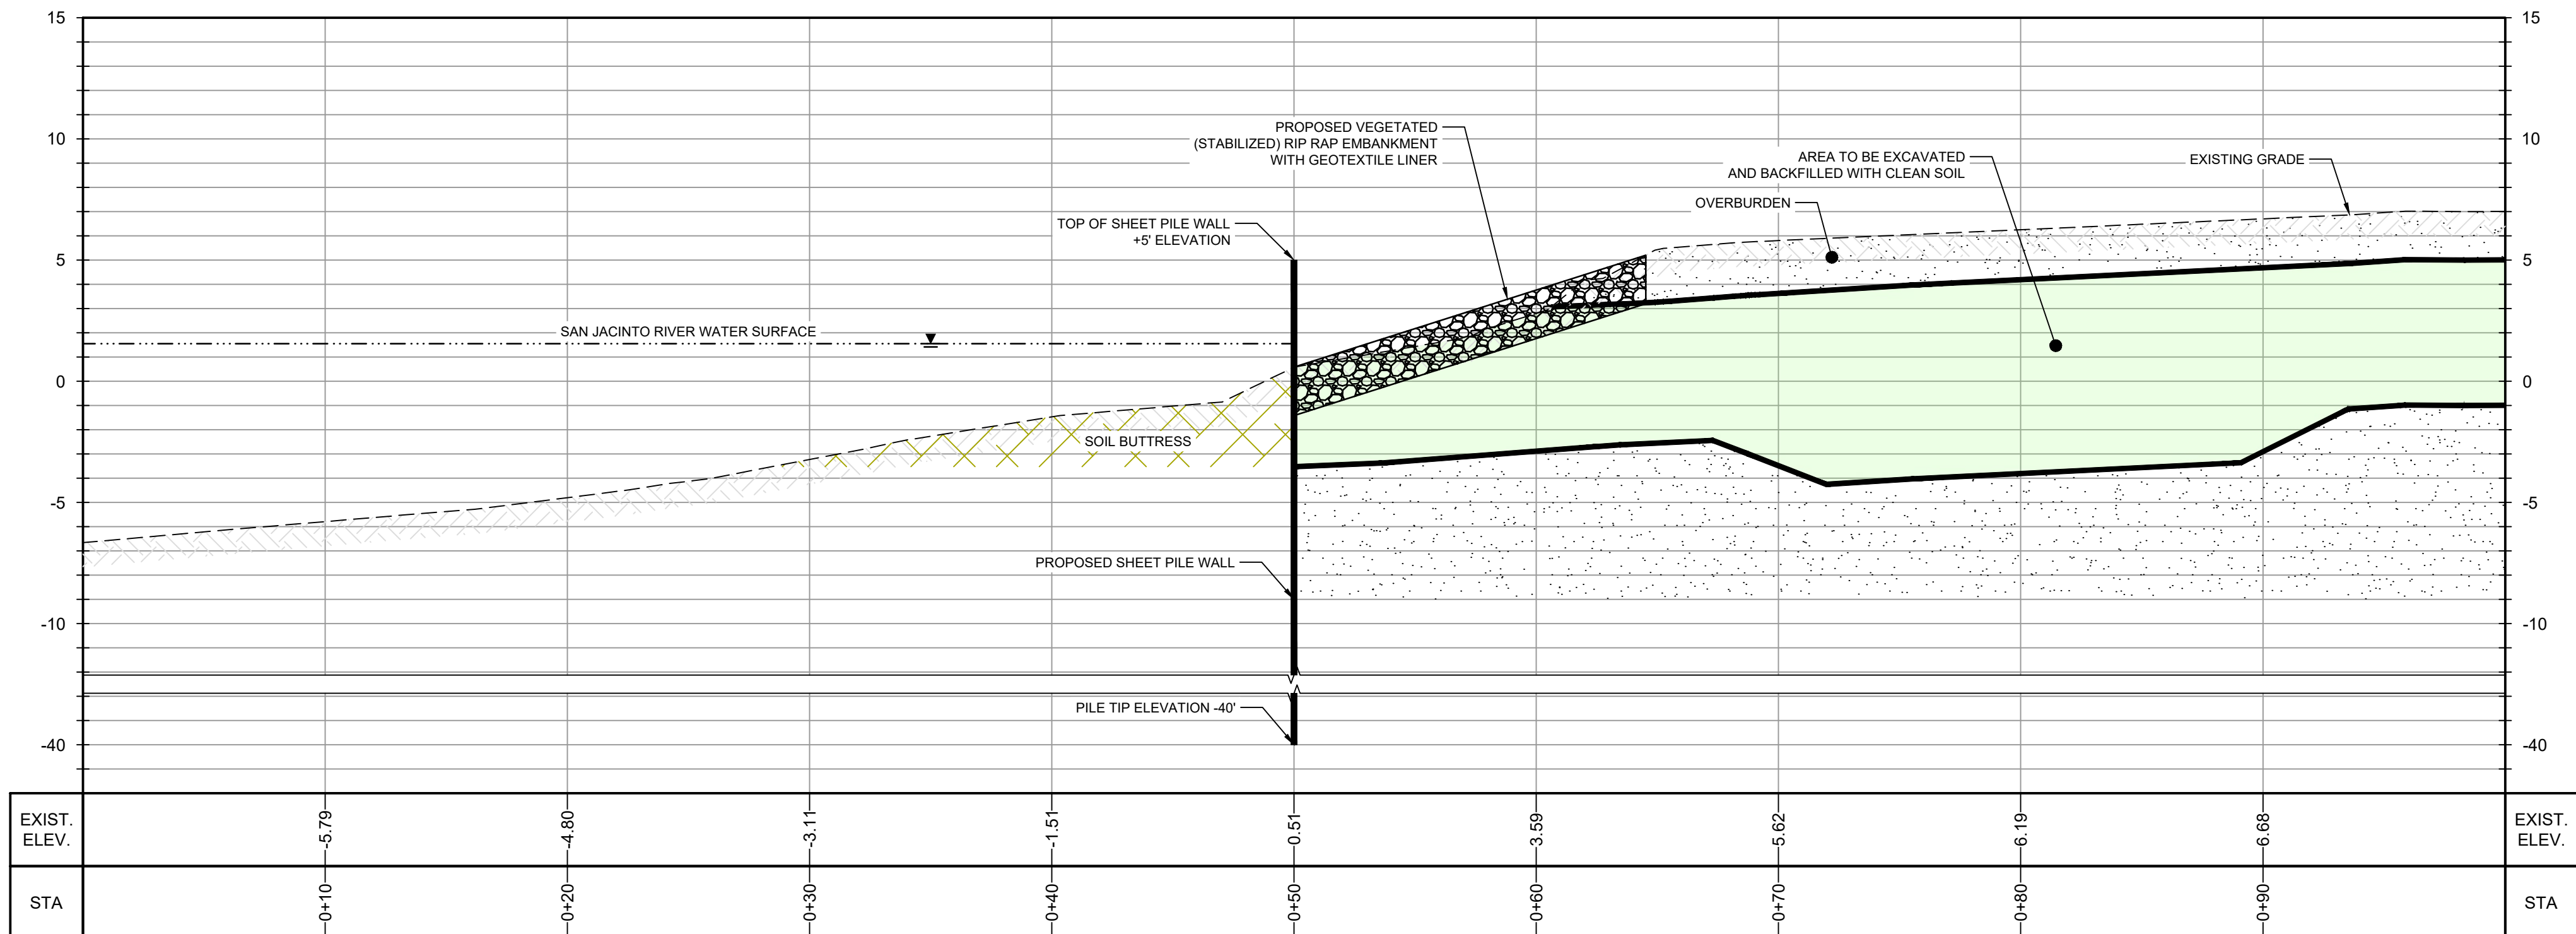 15
15
10
PROPOSED VEGETATED
(STABILIZED) RIP RAP EMBANKMENT
WITH GEOTEXTILE LINER
AREA TO BE EXCAVATED
AND BACKFILLED WITH CLEAN SOIL
EXISTING GRADE
10
OVERBURDEN
TOP OF SHEET PILE WALL
+5' ELEVATION
5
5
SAN JACINTO RIVER WATER SURFACE
0
0
SOIL BUTTRESS
-5
-5
PROPOSED SHEET PILE WALL
-10
-10
PILE TIP ELEVATION -40'
-40
-40
EXIST.
ELEV.
-5.79
-4.80
-3.11
-1.51
0.51
3.59
5.62
6.19
6.68
EXIST.
ELEV.
STA
0+10
0+20
0+30
0+40
0+50
0+60
0+70
0+80
0+90
STA